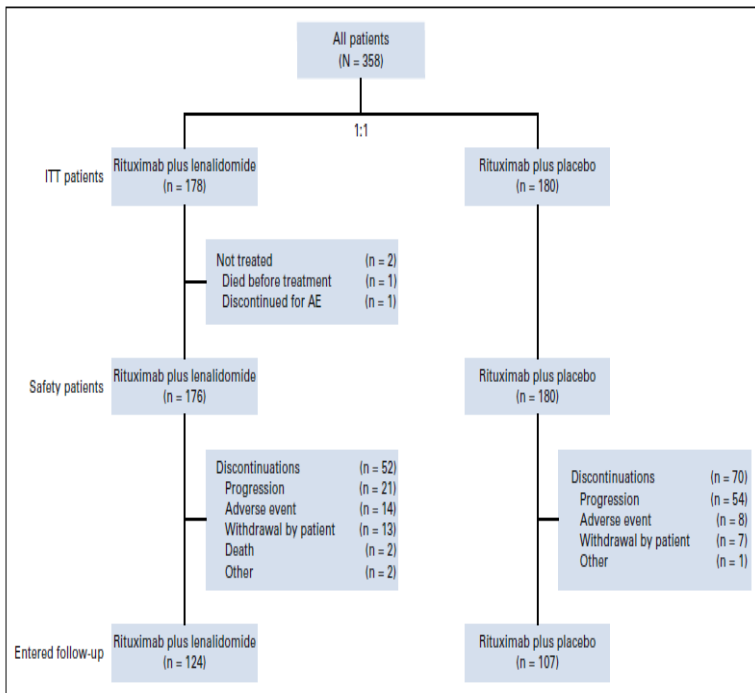 All patients
(N = 358)
1:1
ITT patients
Rituximab plus lenalidomide
(n = 178)
Rituximab plus placebo
(n = 180)
Not treated (n = 2)
Died before treatment (n = 1)
Discontinued for AE (n = 1)
Safety patients
Rituximab plus lenalidomide
(n = 176)
Rituximab plus placebo
(n = 180)
Discontinuations (n = 52)
Progression (n = 21)
Adverse event (n = 14)
Withdrawal by patient (n = 13)
Death (n = 2)
Other (n = 2)
Discontinuations (n = 70)
Progression (n = 54)
Adverse event (n = 8)
Withdrawal by patient (n = 7)
Other (n = 1)
Entered follow-up
Rituximab plus lenalidomide
(n = 124)
Rituximab plus placebo
(n = 107)